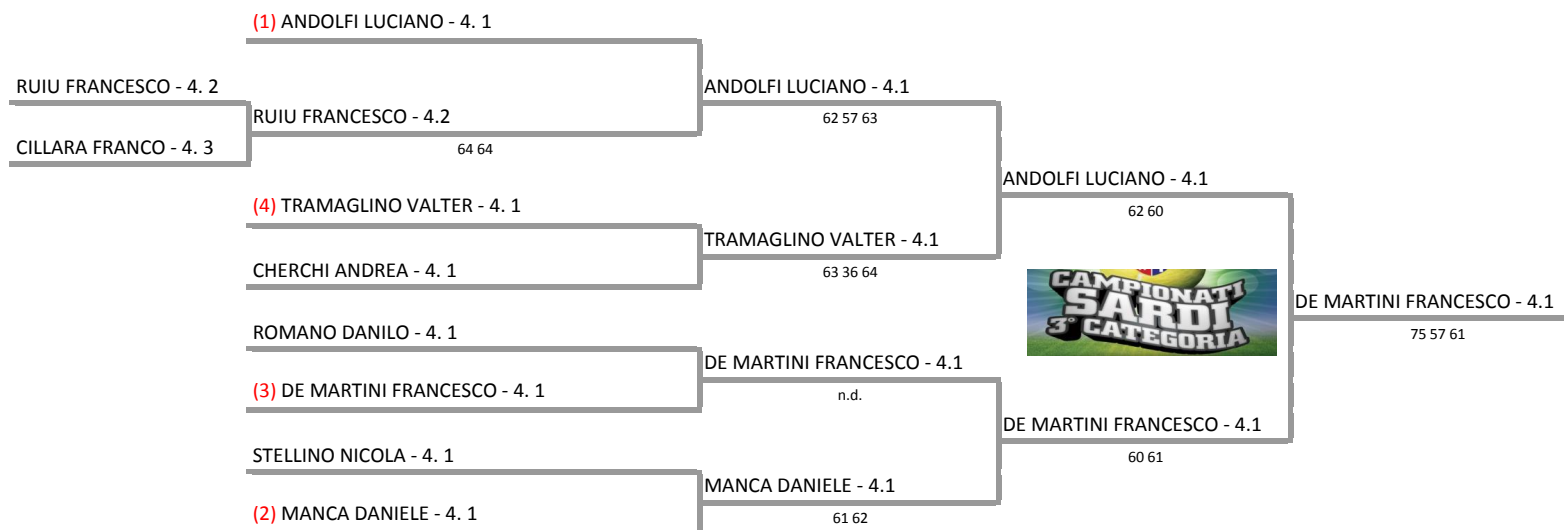 (1) ANDOLFI LUCIANO - 4. 1
RUIU FRANCESCO - 4. 2
ANDOLFI LUCIANO - 4.1
RUIU FRANCESCO - 4.2
62 57 63
CILLARA FRANCO - 4. 3
64 64
ANDOLFI LUCIANO - 4.1
(4) TRAMAGLINO VALTER - 4. 1
62 60
TRAMAGLINO VALTER - 4.1
CHERCHI ANDREA - 4. 1
63 36 64
CAMPIONATI
SARDI
3° CATEGORIA
DE MARTINI FRANCESCO - 4.1
ROMANO DANILO - 4. 1
75 57 61
DE MARTINI FRANCESCO - 4.1
(3) DE MARTINI FRANCESCO - 4. 1
n.d.
DE MARTINI FRANCESCO - 4.1
STELLINO NICOLA - 4. 1
60 61
MANCA DANIELE - 4.1
(2) MANCA DANIELE - 4. 1
61 62